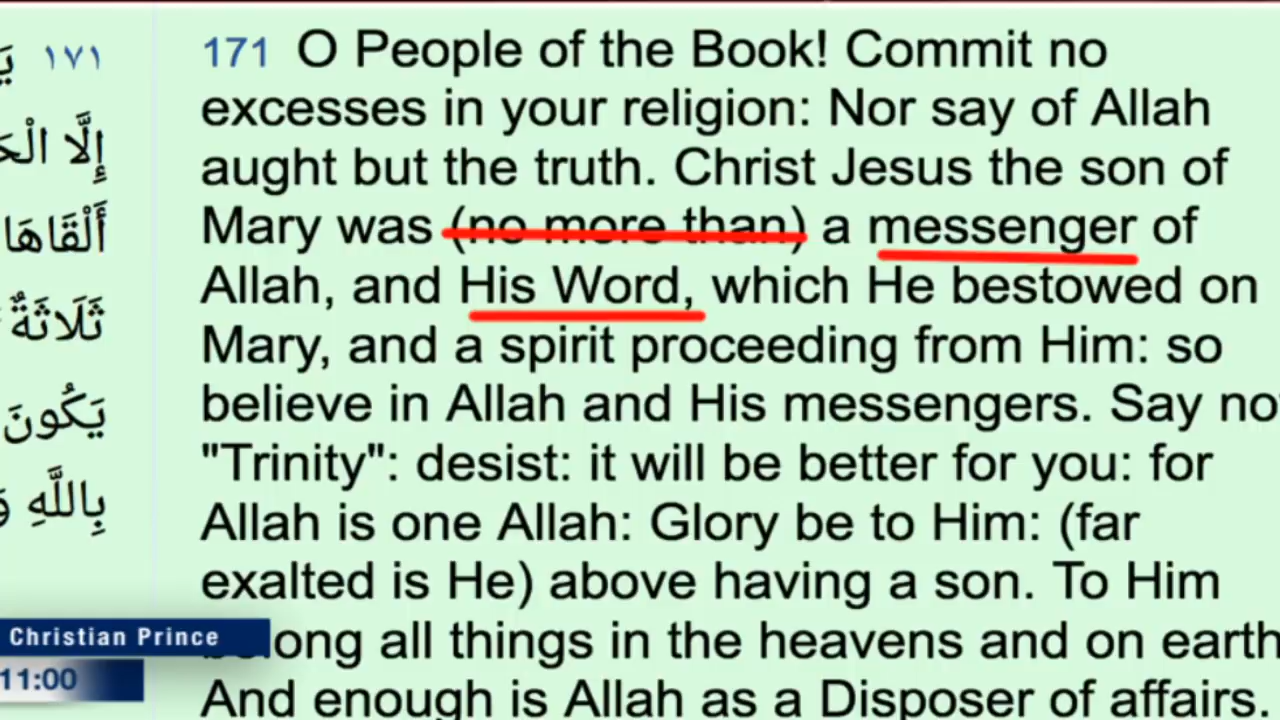 171 O People of the Book! Commit no
excesses in your religion: Nor say of Allah
aught but the truth. Christ Jesus the son of
Mary was (no more than) a messenger of
Allah, and His Word, which He bestowed on
Mary, and a spirit proceeding from Him: so
believe in Allah and His messengers. Say no
"Trinity": desist: it will be better for you: for
Allah is one Allah: Glory be to Him: (far
exalted is He) above having a son. To Him
long all things in the heavens and on earth
And enough is Allah as a Disposer of affairs.
١٧١
إِلَّا
أَلْقَاهَا
ثَلَاثَةٌ
يَكُونَ
بِاللَّهِ
Christian Prince
11:00